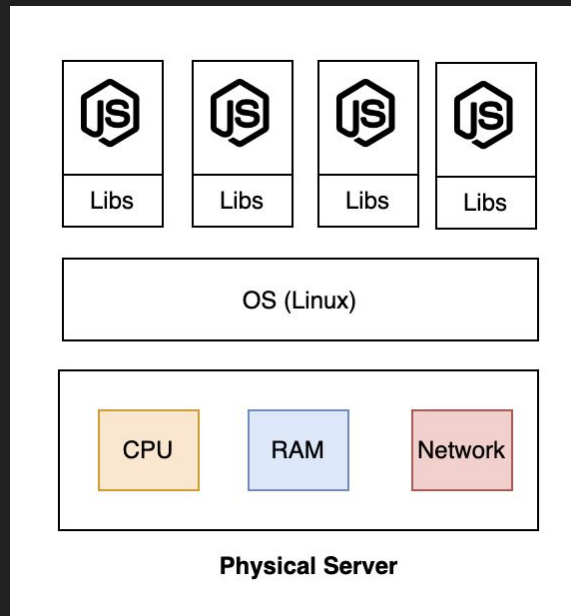 JS JS JS JS
Libs Libs Libs Libs
OS (Linux)
CPU RAM Network
Physical Server